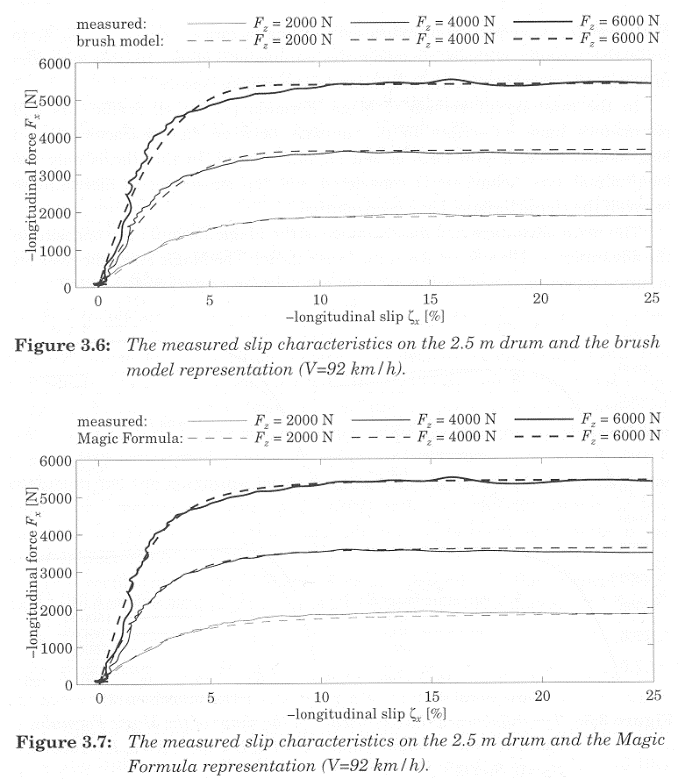 measured: F_z = 2000 N F_z = 4000 N F_z = 6000 N
brush model: F_z = 2000 N F_z = 4000 N F_z = 6000 N
6000
5000
4000
3000
2000
1000
0
–longitudinal force F_x [N]
0 5 10 15 20 25
–longitudinal slip ζ_x [%]
Figure 3.6: The measured slip characteristics on the 2.5 m drum and the brush
model representation (V=92 km/h).
measured: F_z = 2000 N F_z = 4000 N F_z = 6000 N
Magic Formula: F_z = 2000 N F_z = 4000 N F_z = 6000 N
6000
5000
4000
3000
2000
1000
0
–longitudinal force F_x [N]
0 5 10 15 20 25
–longitudinal slip ζ_x [%]
Figure 3.7: The measured slip characteristics on the 2.5 m drum and the Magic
Formula representation (V=92 km/h).